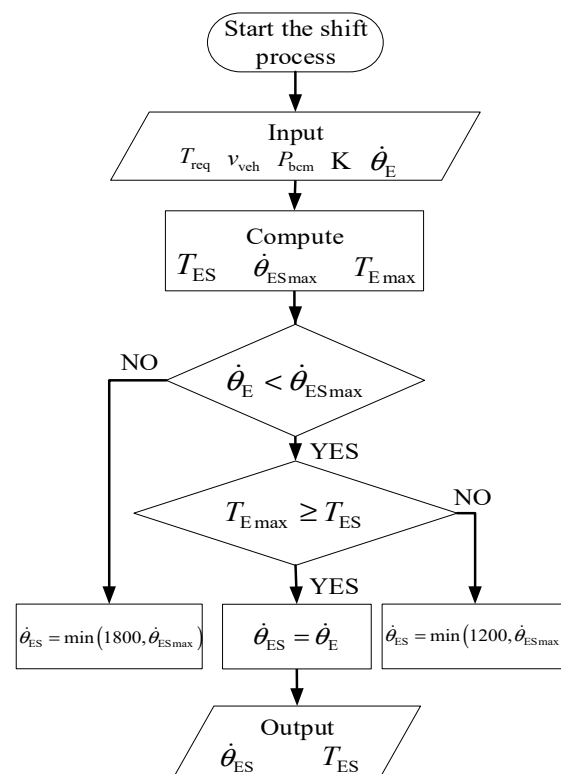 Start the shift
process
Input
T_req v_veh P_bcm K θ̇_E
Compute
T_ES θ̇_ESmax T_Emax
NO
θ̇_E < θ̇_ESmax
YES
T_Emax ≥ T_ES
NO
YES
θ̇_ES = min(1800, θ̇_ESmax)
θ̇_ES = θ̇_E
θ̇_ES = min(1200, θ̇_ESmax
Output
θ̇_ES T_ES